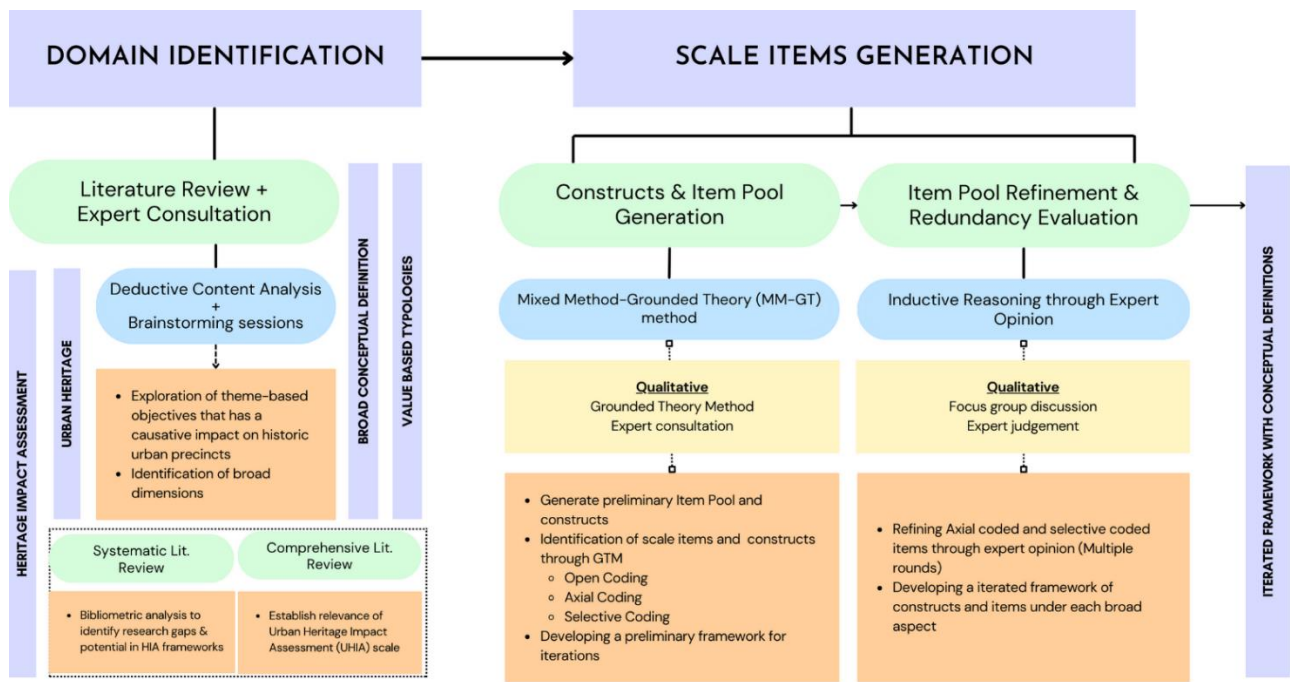 DOMAIN IDENTIFICATION
SCALE ITEMS GENERATION
Literature Review +
Expert Consultation
Deductive Content Analysis
+
Brainstorming sessions
Exploration of theme-based
objectives that has a
causative impact on historic
urban precincts
Identification of broad
dimensions
HERITAGE IMPACT ASSESSMENT
URBAN HERITAGE
BROAD CONCEPTUAL DEFINITION
VALUE BASED TYPOLOGIES
Systematic Lit.
Review
Bibliometric analysis to
identify research gaps &
potential in HIA frameworks
Comprehensive Lit.
Review
Establish relevance of
Urban Heritage Impact
Assessment (UHIA) scale
Constructs & Item Pool
Generation
Mixed Method-Grounded Theory (MM-GT)
method
Qualitative
Grounded Theory Method
Expert consultation
Generate preliminary Item Pool and
constructs
Identification of scale items and constructs
through GTM
Open Coding
Axial Coding
Selective Coding
Developing a preliminary framework for
iterations
Item Pool Refinement &
Redundancy Evaluation
Inductive Reasoning through Expert
Opinion
Qualitative
Focus group discussion
Expert judgement
Refining Axial coded and selective coded
items through expert opinion (Multiple
rounds)
Developing a iterated framework of
constructs and items under each broad
aspect
ITERATED FRAMEWORK WITH CONCEPTUAL DEFINITIONS